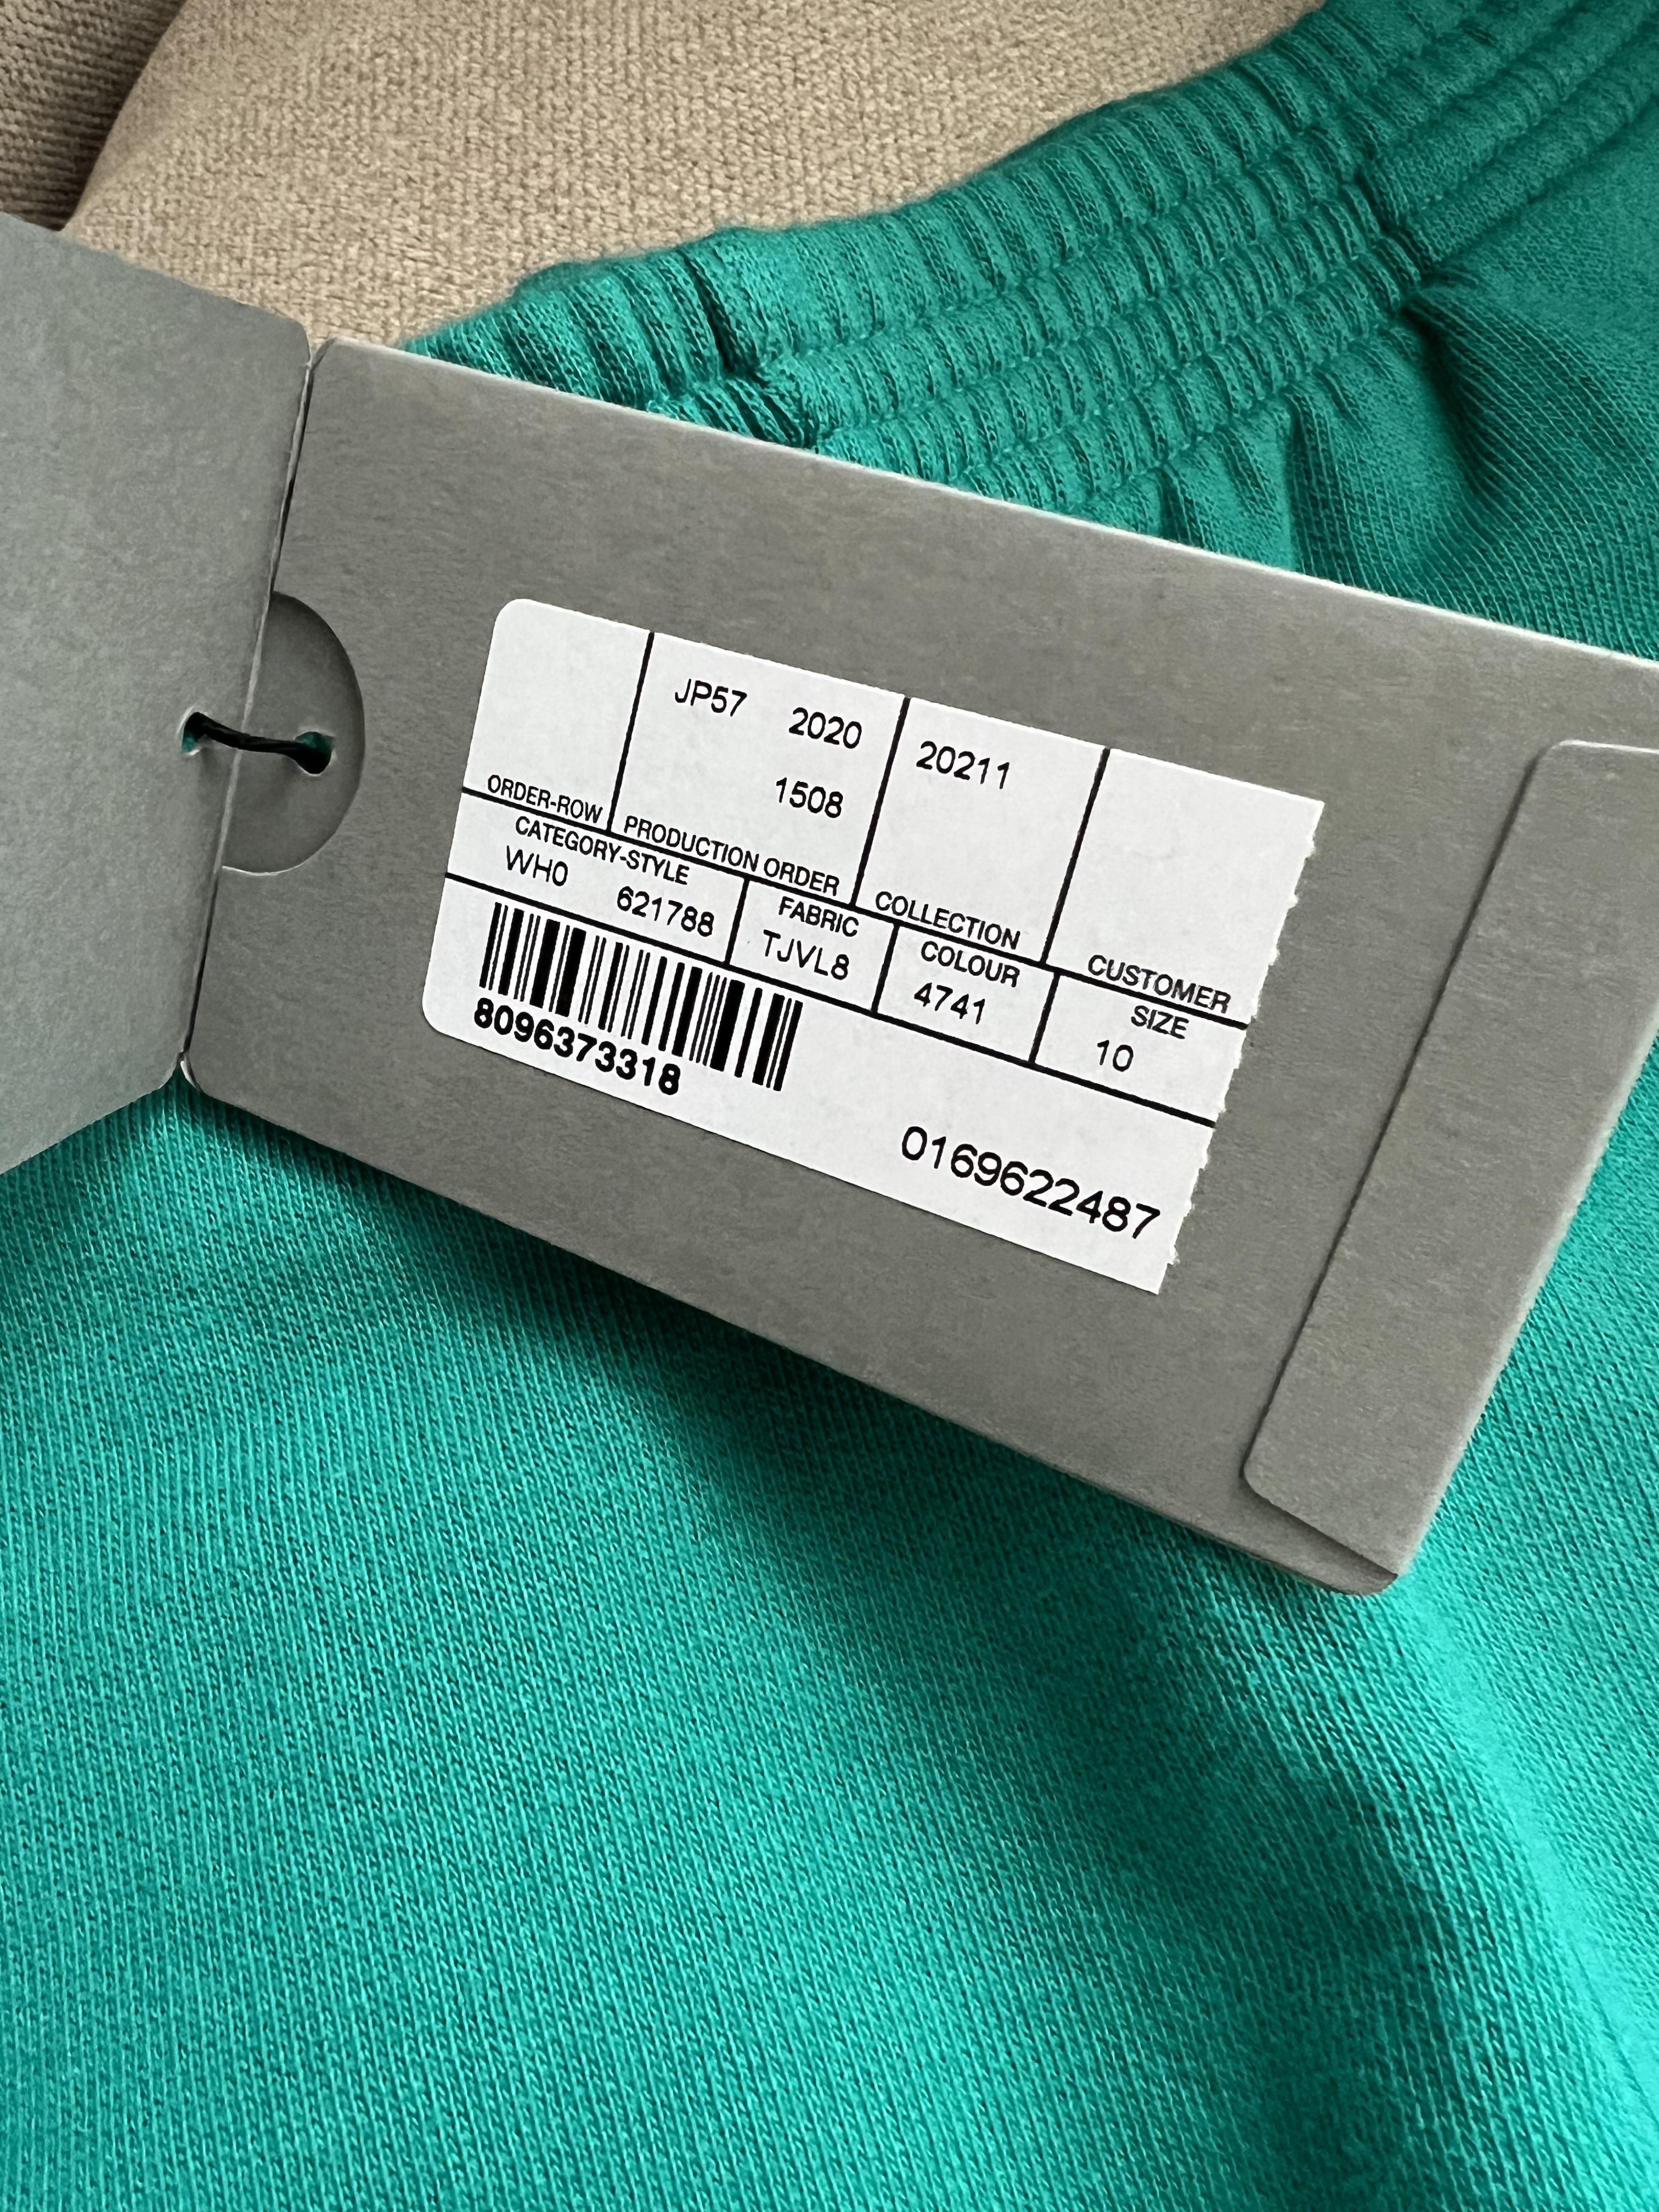 JP57 2020
1508
20211
ORDER-ROW
PRODUCTION ORDER
COLLECTION
CUSTOMER
CATEGORY-STYLE
WH0 621788
FABRIC
TJVL8
COLOUR
4741
SIZE
10
8096373318
0169622487